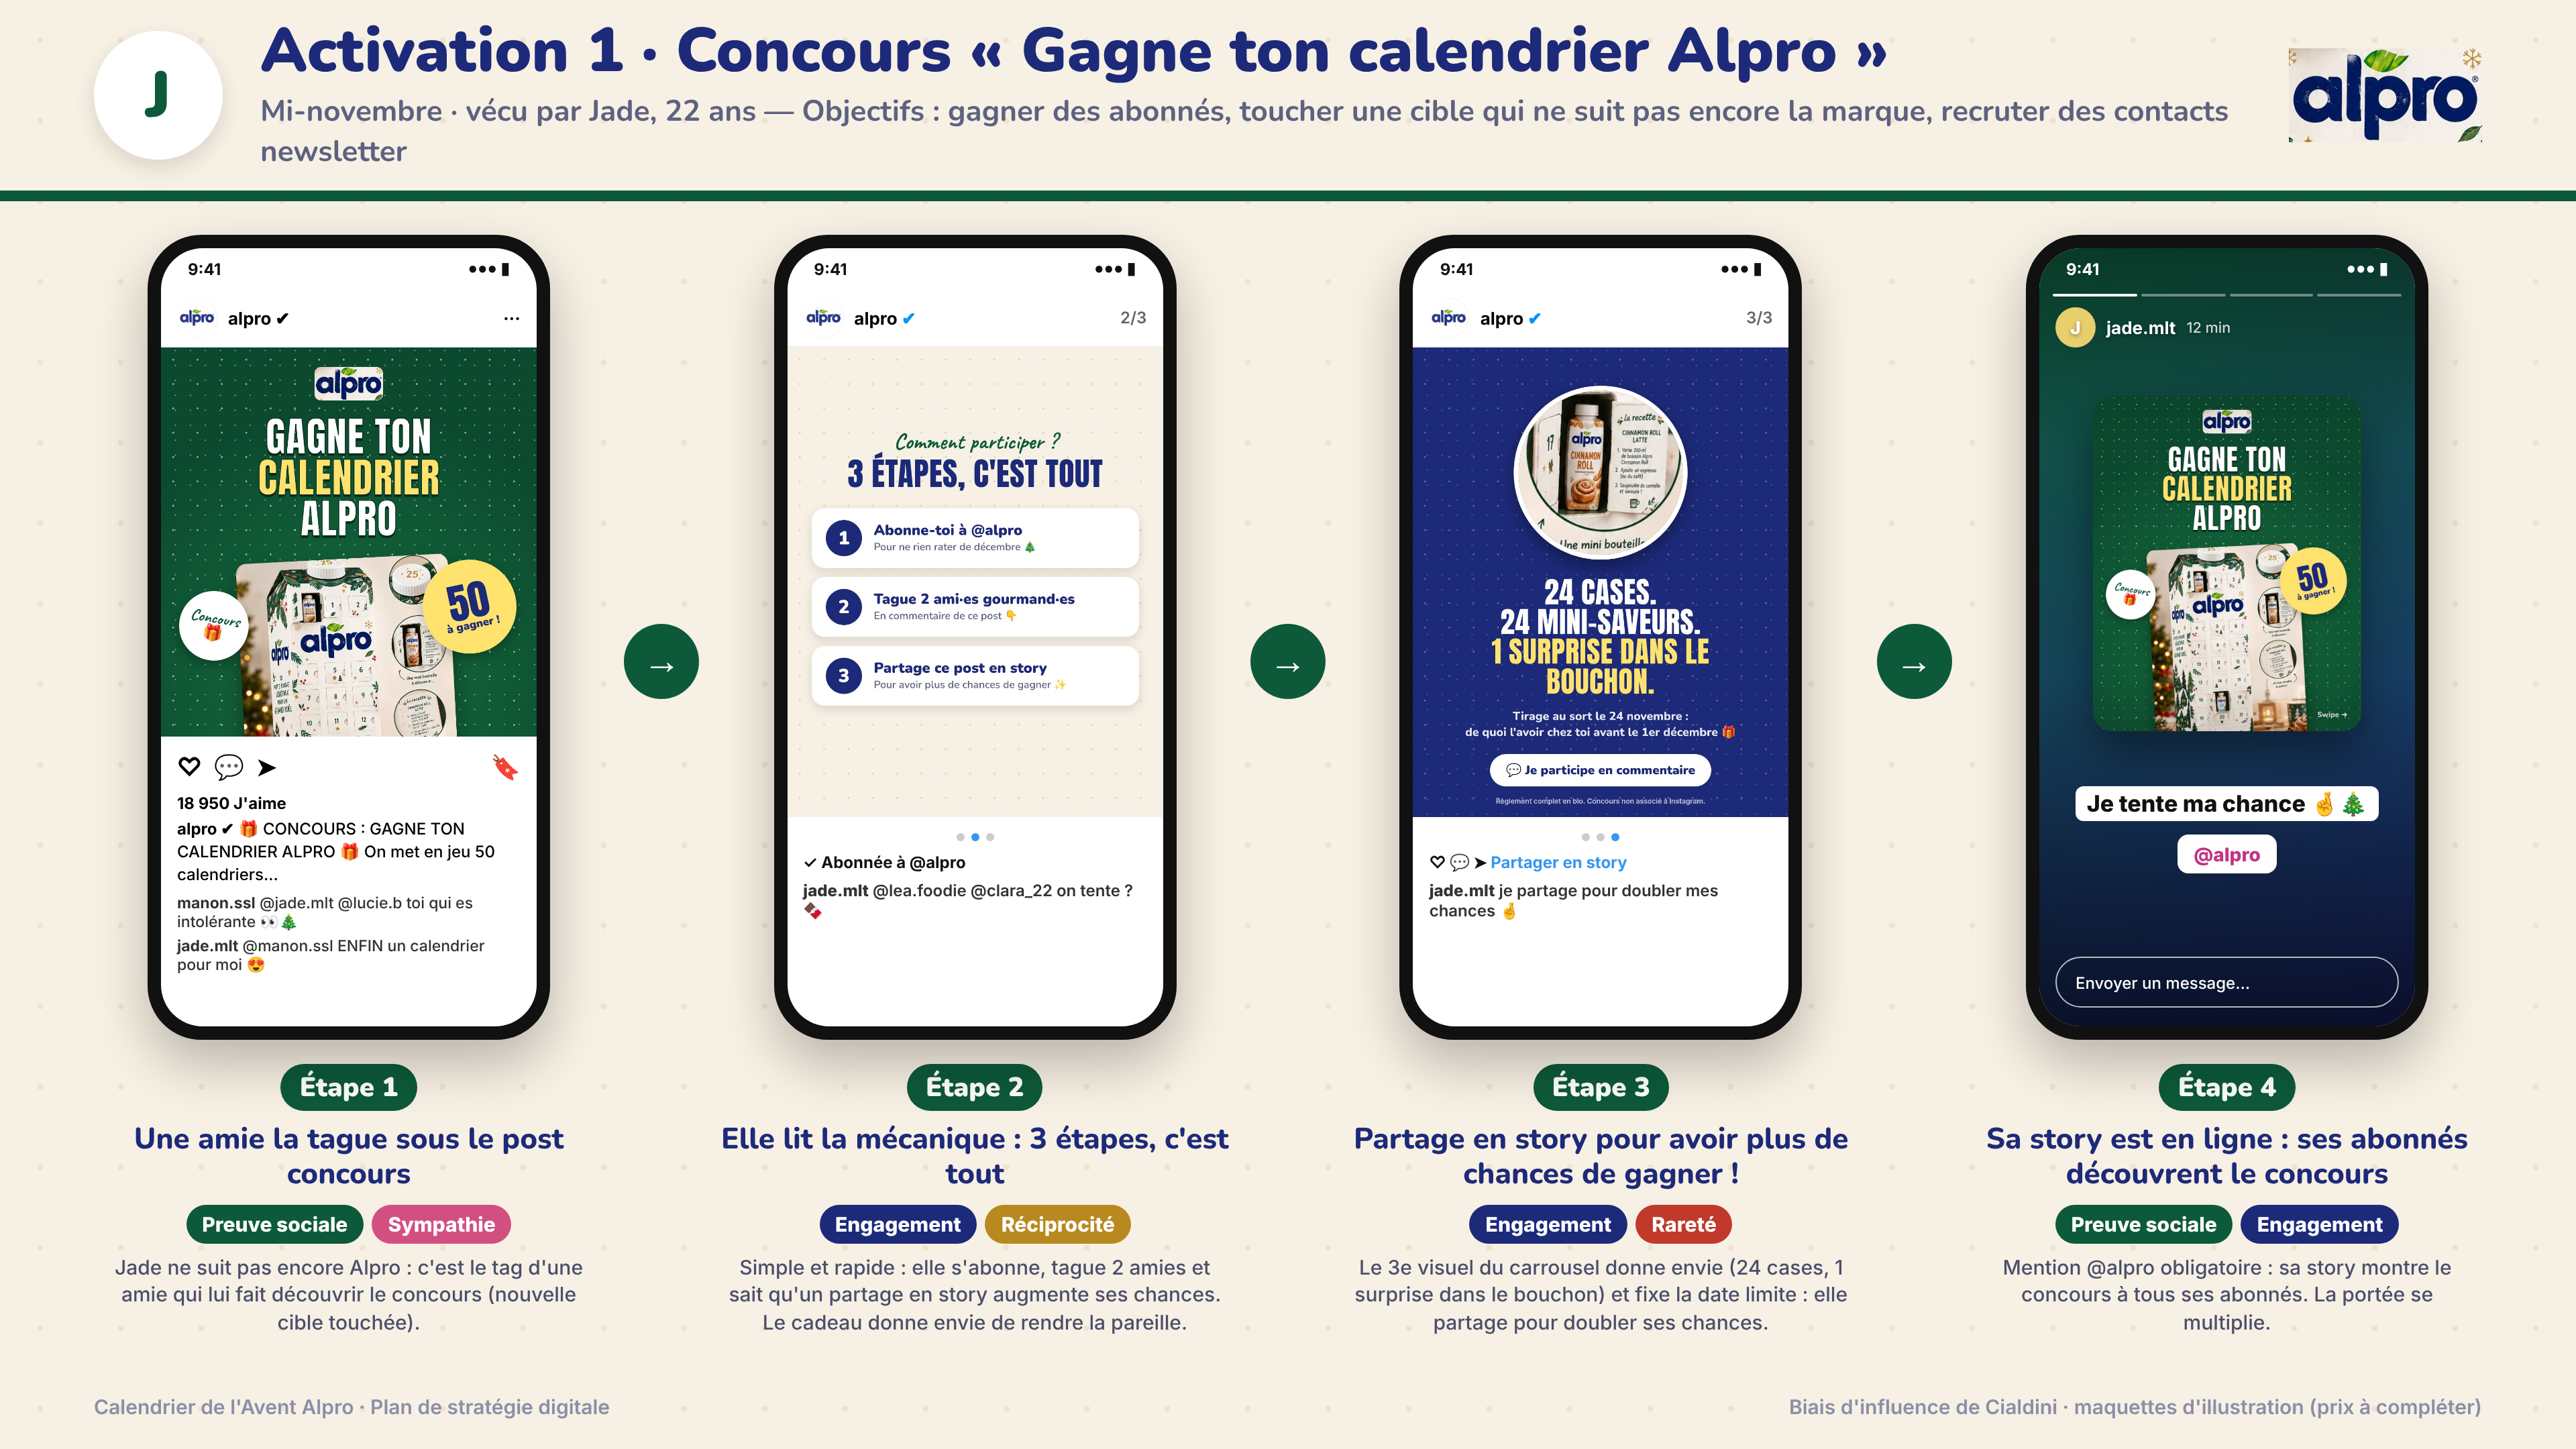 J
Activation 1 · Concours « Gagne ton calendrier Alpro »
Mi-novembre · vécu par Jade, 22 ans — Objectifs : gagner des abonnés, toucher une cible qui ne suit pas encore la marque, recruter des contacts
newsletter
alpro
9:41
alpro ✔
...
alpro
GAGNE TON
CALENDRIER
ALPRO
Concours 🎁
50
à gagner !
alpro
18 950 J'aime
alpro ✔ 🎁 CONCOURS : GAGNE TON
CALENDRIER ALPRO 🎁 On met en jeu 50
calendriers...
manon.ssl @jade.mlt @lucie.b toi qui es
intolérante 👀🎄
jade.mlt @manon.ssl ENFIN un calendrier
pour moi 😍
→
9:41
alpro ✔
2/3
Comment participer ?
3 ÉTAPES, C'EST TOUT
1
Abonne-toi à @alpro
Pour ne rien rater de décembre 🎄
2
Tague 2 ami·es gourmand·es
En commentaire de ce post 👇
3
Partage ce post en story
Pour avoir plus de chances de gagner ✨
✓ Abonnée à @alpro
jade.mlt @lea.foodie @clara_22 on tente ?
🍫
→
9:41
alpro ✔
3/3
17
alpro
CINNAMON
ROLL
la recette
CINNAMON ROLL
LATTE
Une mini bouteille
24 CASES.
24 MINI-SAVEURS.
1 SURPRISE DANS LE
BOUCHON.
Tirage au sort le 24 novembre :
de quoi l'avoir chez toi avant le 1er décembre 🎁
💬 Je participe en commentaire
Règlement complet en bio. Concours non associé à Instagram.
Partager en story
jade.mlt je partage pour doubler mes
chances 🤞
→
9:41
J
jade.mlt 12 min
alpro
GAGNE TON
CALENDRIER
ALPRO
Concours 🎁
50
à gagner !
alpro
Swipe →
Je tente ma chance 🤞🎄
@alpro
Envoyer un message...
Étape 1
Une amie la tague sous le post
concours
Preuve sociale
Sympathie
Jade ne suit pas encore Alpro : c'est le tag d'une
amie qui lui fait découvrir le concours (nouvelle
cible touchée).
Étape 2
Elle lit la mécanique : 3 étapes, c'est
tout
Engagement
Réciprocité
Simple et rapide : elle s'abonne, tague 2 amies et
sait qu'un partage en story augmente ses chances.
Le cadeau donne envie de rendre la pareille.
Étape 3
Partage en story pour avoir plus de
chances de gagner !
Engagement
Rareté
Le 3e visuel du carrousel donne envie (24 cases, 1
surprise dans le bouchon) et fixe la date limite : elle
partage pour doubler ses chances.
Étape 4
Sa story est en ligne : ses abonnés
découvrent le concours
Preuve sociale
Engagement
Mention @alpro obligatoire : sa story montre le
concours à tous ses abonnés. La portée se
multiplie.
Calendrier de l'Avent Alpro · Plan de stratégie digitale
Biais d'influence de Cialdini · maquettes d'illustration (prix à compléter)